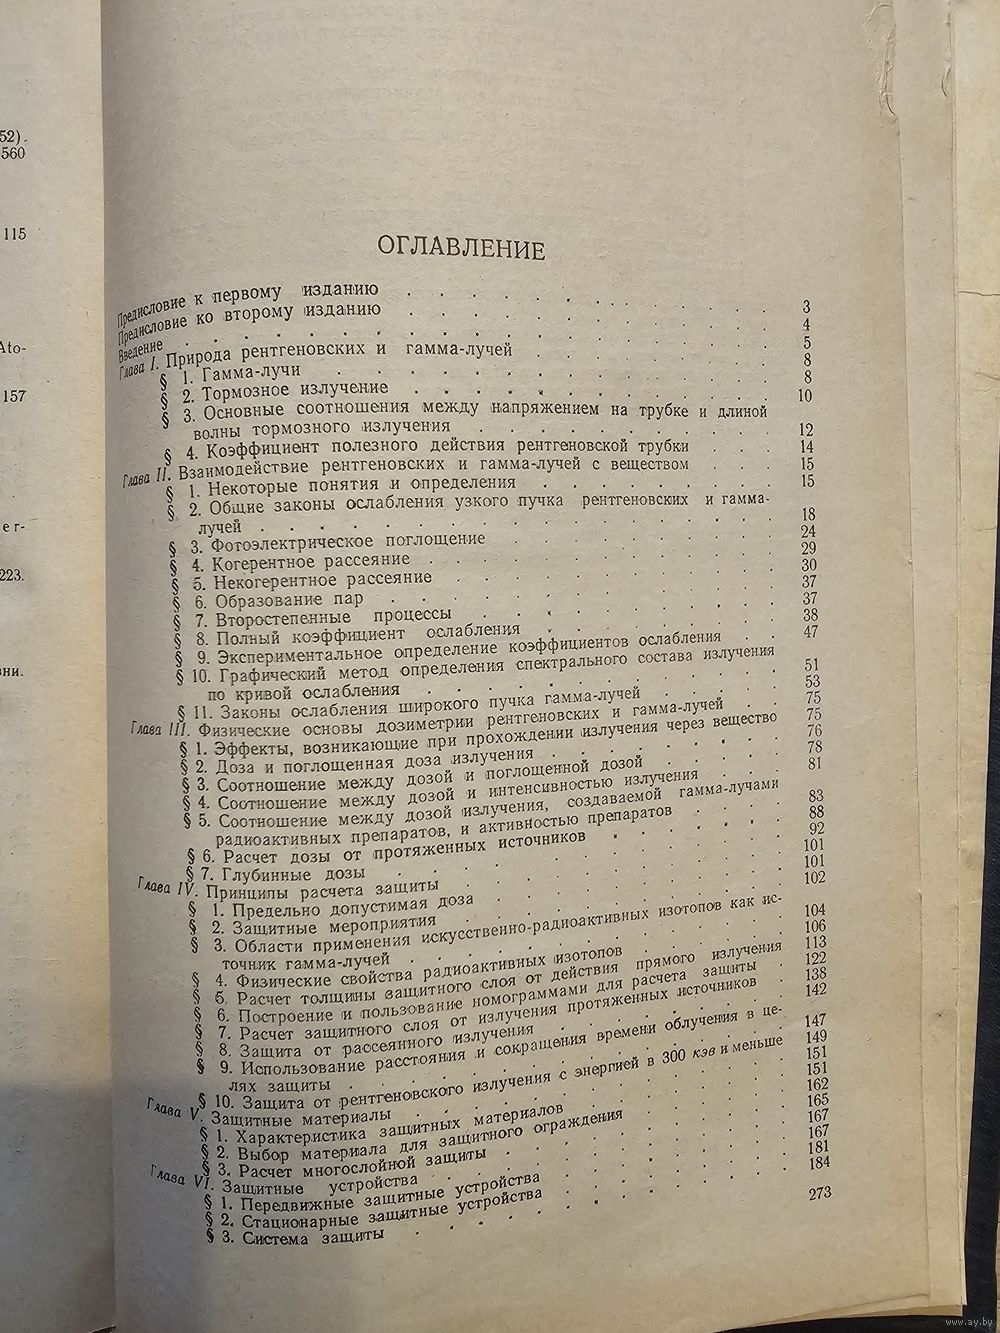 52).
560
115
Ato-
157
er-
223.
вни.
ОГЛАВЛЕНИЕ
Предисловие к первому изданию . . . . . . . . . . 3
Предисловие ко второму изданию . . . . . . . . . . 4
Введение . . . . . . . . . . 5
Глава I. Природа рентгеновских и гамма-лучей . . . . . . 8
§ 1. Гамма-лучи . . . . . . . . . . 8
§ 2. Тормозное излучение . . . . . . . . . . 10
§ 3. Основные соотношения между напряжением на трубке и длиной
волны тормозного излучения . . . . . . . . . 12
§ 4. Коэффициент полезного действия рентгеновской трубки . . . 14
Глава II. Взаимодействие рентгеновских и гамма-лучей с веществом . . . 15
§ 1. Некоторые понятия и определения . . . . . . . . 15
§ 2. Общие законы ослабления узкого пучка рентгеновских и гамма-
лучей . . . . . . . . . . 18
§ 3. Фотоэлектрическое поглощение . . . . . . . . 24
§ 4. Когерентное рассеяние . . . . . . . . . . 29
§ 5. Некогерентное рассеяние . . . . . . . . . 30
§ 6. Образование пар . . . . . . . . . . 37
§ 7. Второстепенные процессы . . . . . . . . . 37
§ 8. Полный коэффициент ослабления . . . . . . . 38
§ 9. Экспериментальное определение коэффициентов ослабления . . 47
§ 10. Графический метод определения спектрального состава излучения
по кривой ослабления . . . . . . . . . . 51
§ 11. Законы ослабления широкого пучка гамма-лучей . . . . 53
Глава III. Физические основы дозиметрии рентгеновских и гамма-лучей . . 75
§ 1. Эффекты, возникающие при прохождении излучения через вещество 75
§ 2. Доза и поглощенная доза излучения . . . . . . . 76
§ 3. Соотношение между дозой и поглощенной дозой . . . . 78
§ 4. Соотношение между дозой и интенсивностью излучения . . . 81
§ 5. Соотношение между дозой излучения, создаваемой гамма-лучами
радиоактивных препаратов, и активностью препаратов . . . 83
§ 6. Расчет дозы от протяженных источников . . . . . 88
§ 7. Глубинные дозы . . . . . . . . . . 92
Глава IV. Принципы расчета защиты . . . . . . . . 101
§ 1. Предельно допустимая доза . . . . . . . . 101
§ 2. Защитные мероприятия . . . . . . . . . 102
§ 3. Области применения искусственно-радиоактивных изотопов как ис-
точник гамма-лучей . . . . . . . . . . 104
§ 4. Физические свойства радиоактивных изотопов . . . . 106
§ 5. Расчет толщины защитного слоя от действия прямого излучения 113
§ 6. Построение и пользование номограммами для расчета защиты . 122
§ 7. Расчет защитного слоя от излучения протяженных источников . 138
§ 8. Защита от рассеянного излучения . . . . . . . 142
§ 9. Использование расстояния и сокращения времени облучения в це-
лях защиты . . . . . . . . . . 147
§ 10. Защита от рентгеновского излучения с энергией в 300 кэв и меньше 149
Глава V. Защитные материалы . . . . . . . . . 151
§ 1. Характеристика защитных материалов . . . . . . 151
§ 2. Выбор материала для защитного ограждения . . . . . 162
§ 3. Расчет многослойной защиты . . . . . . . . 165
Глава VI. Защитные устройства . . . . . . . . . 167
§ 1. Передвижные защитные устройства . . . . . . . 167
§ 2. Стационарные защитные устройства . . . . . . . 181
§ 3. Система защиты . . . . . . . . . . 184
273
www.ay.by